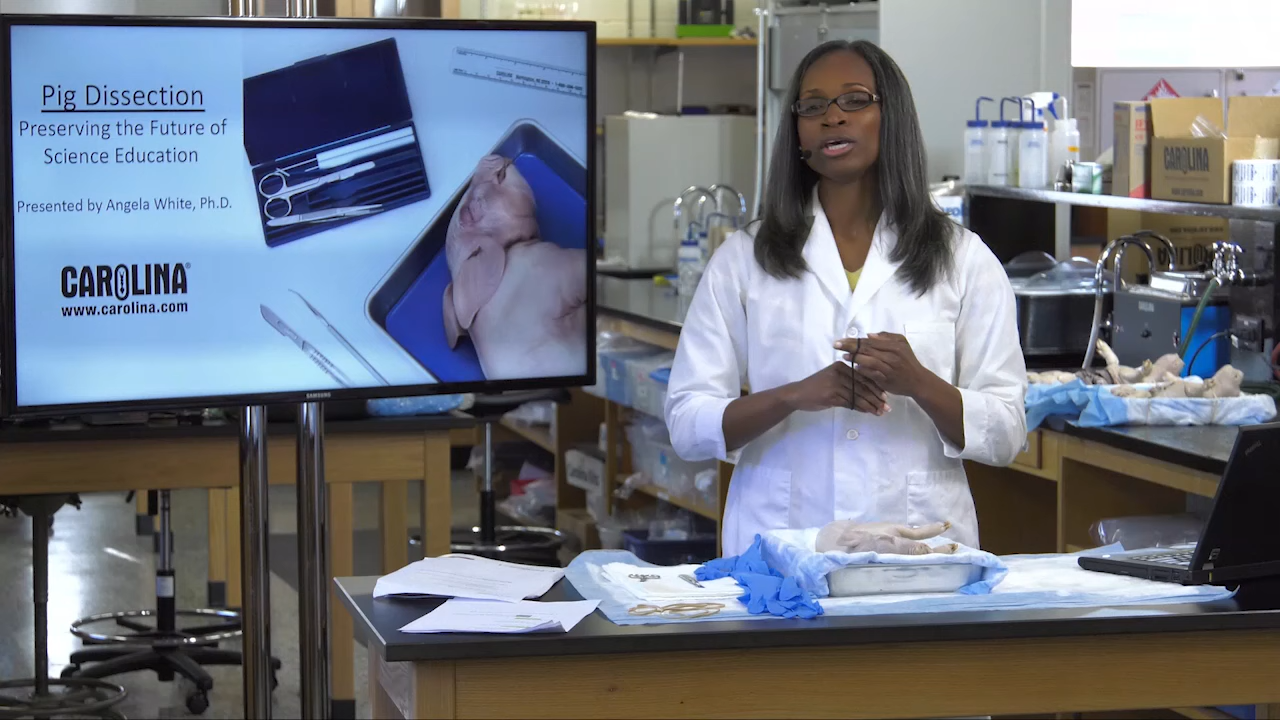 Pig Dissection
Preserving the Future of
Science Education
Presented by Angela White, Ph.D.
CAROLINA®
www.carolina.com
SAMSUNG
CAROLINA